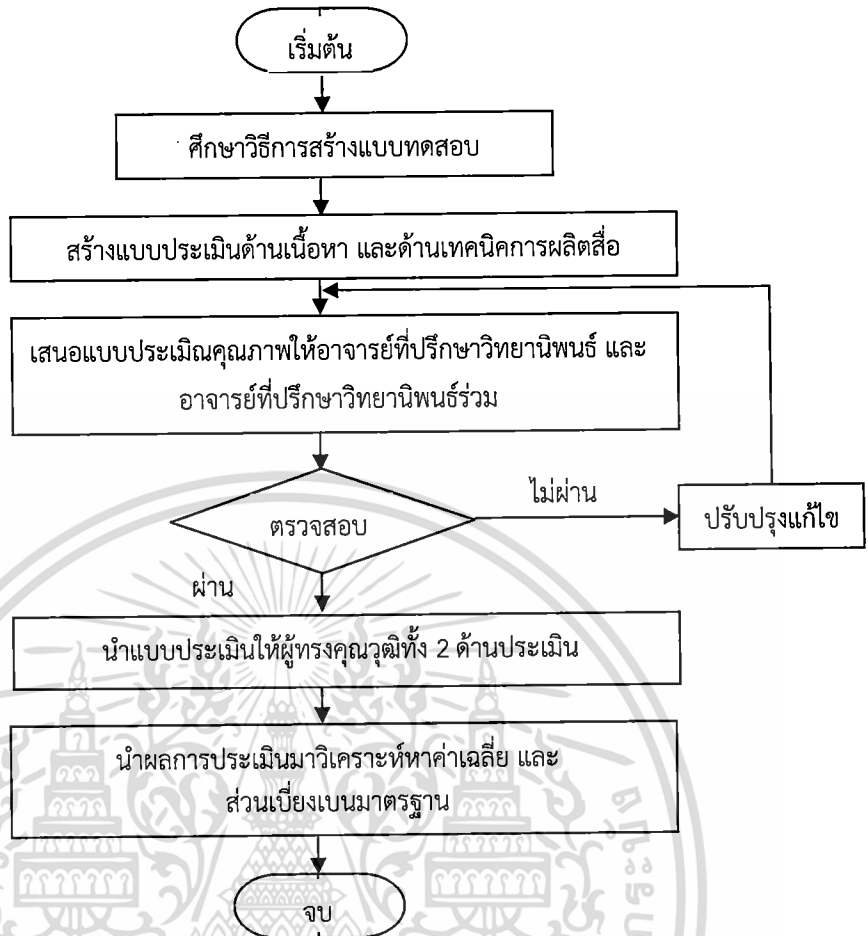 เริ่มต้น
ศึกษาวิธีการสร้างแบบทดสอบ
สร้างแบบประเมินด้านเนื้อหา และด้านเทคนิคการผลิตสื่อ
เสนอแบบประเมิณคุณภาพให้อาจารย์ที่ปรึกษาวิทยานิพนธ์ และ
อาจารย์ที่ปรึกษาวิทยานิพนธ์ร่วม
ตรวจสอบ
ไม่ผ่าน
ปรับปรุงแก้ไข
ผ่าน
นำแบบประเมินให้ผู้ทรงคุณวุฒิทั้ง 2 ด้านประเมิน
นำผลการประเมินมาวิเคราะห์หาค่าเฉลี่ย และ
ส่วนเบี่ยงเบนมาตรฐาน
จบ